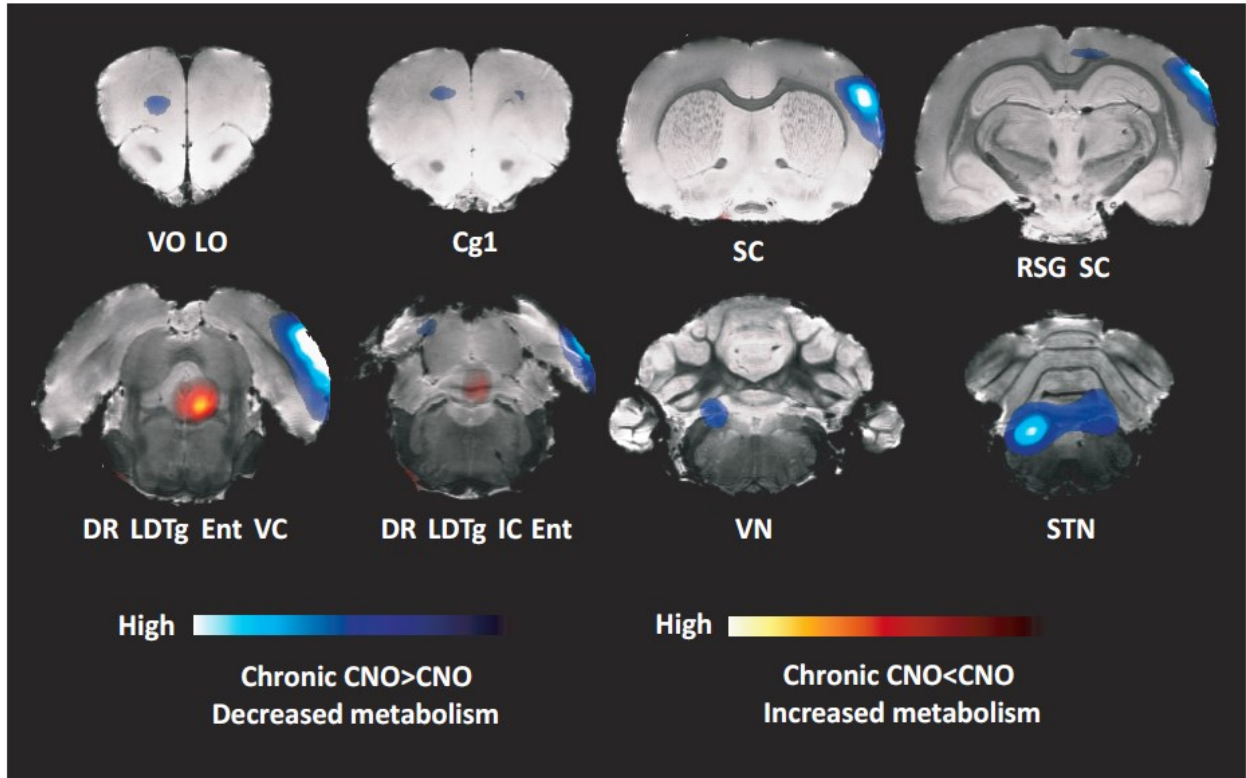 VO LO
Cg1
SC
RSG SC
DR LDTg Ent VC
DR LDTg IC Ent
VN
STN
High
Chronic CNO>CNO
Decreased metabolism
High
Chronic CNO<CNO
Increased metabolism